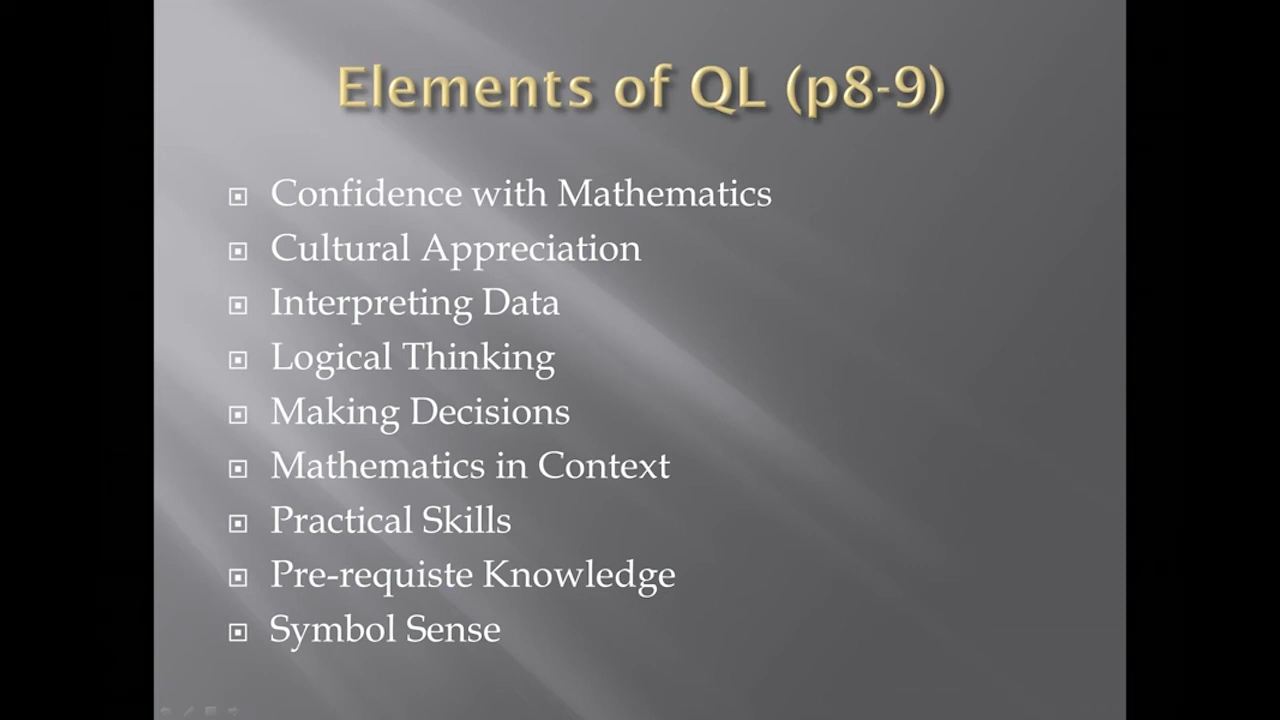 Elements of QL (p8-9)
Confidence with Mathematics
Cultural Appreciation
Interpreting Data
Logical Thinking
Making Decisions
Mathematics in Context
Practical Skills
Pre-requiste Knowledge
Symbol Sense